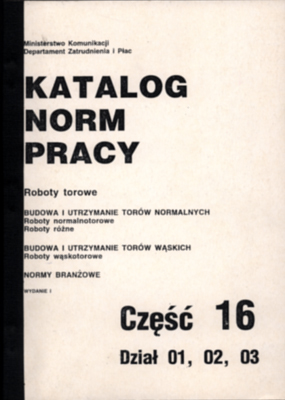 Ministerstwo Komunikacji
Departament Zatrudnienia i Płac
KATALOG
NORM
PRACY
Roboty torowe
BUDOWA I UTRZYMANIE TORÓW NORMALNYCH
Roboty normalnotorowe
Roboty różne
BUDOWA I UTRZYMANIE TORÓW WĄSKICH
Roboty wąskotorowe
NORMY BRANŻOWE
WYDANIE I
Część 16
Dział 01, 02, 03